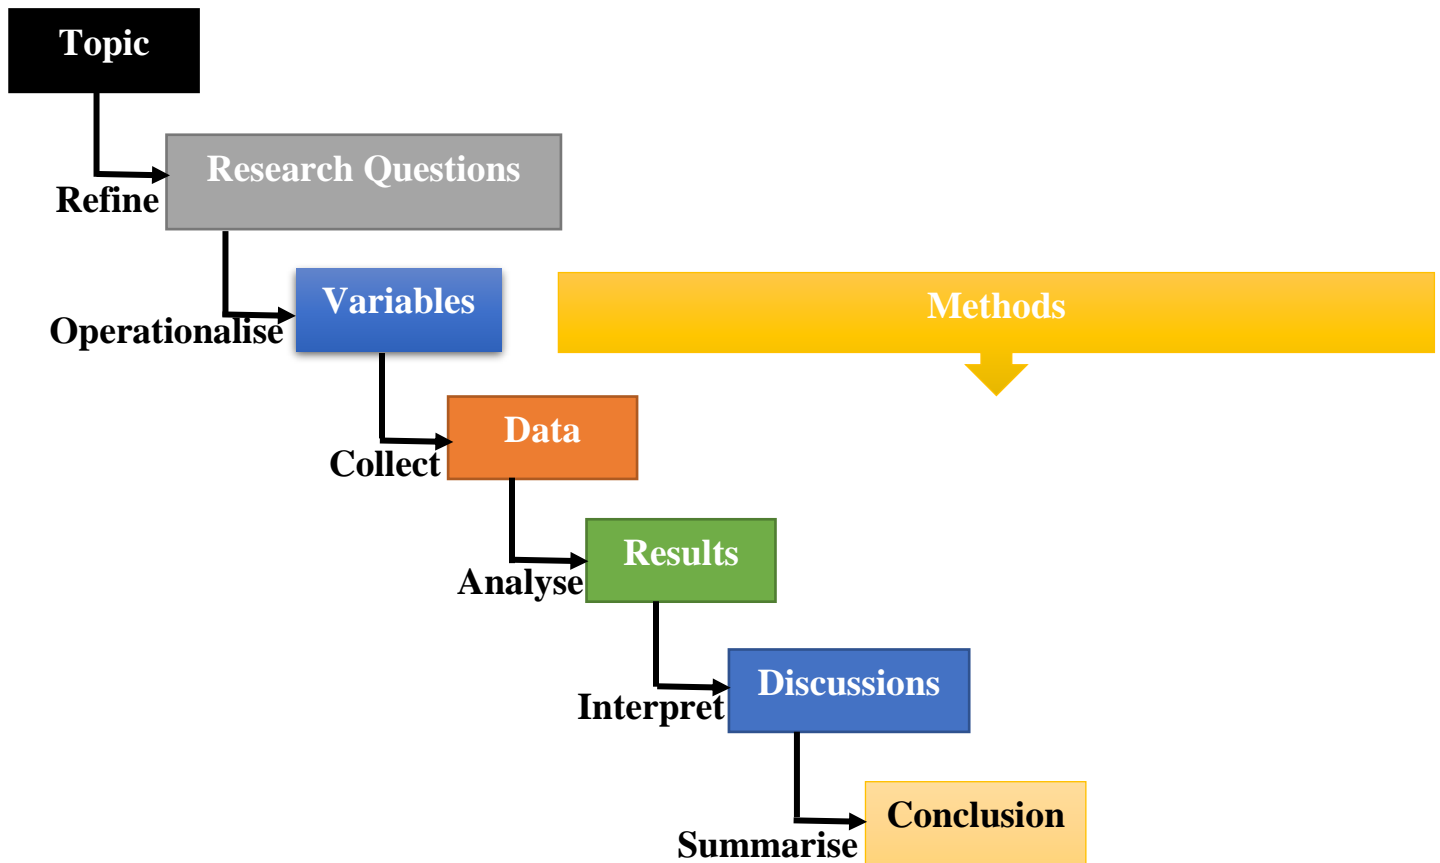 Topic
Refine
Research Questions
Operationalise
Variables
Methods
Collect
Data
Analyse
Results
Interpret
Discussions
Summarise
Conclusion